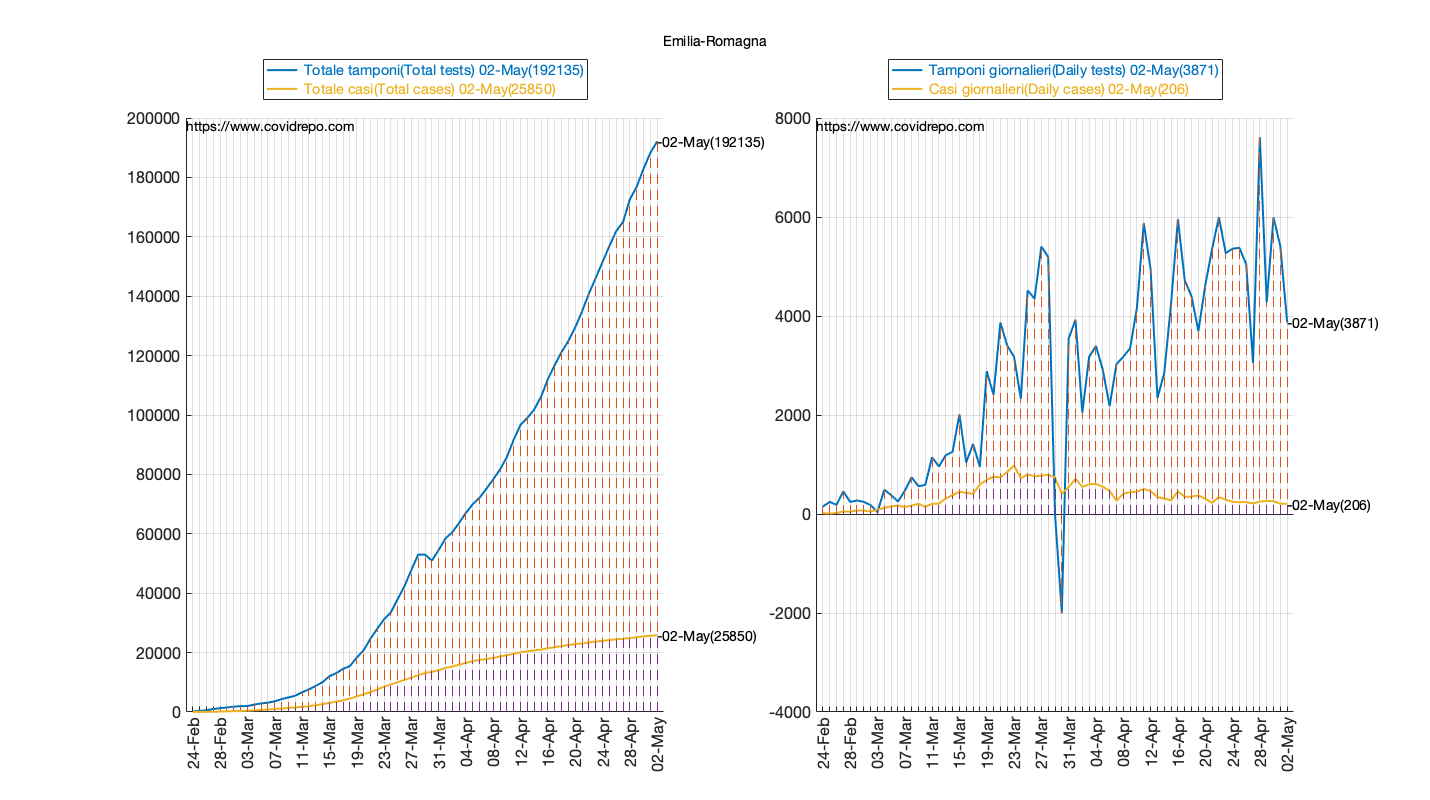 Emilia-Romagna
Totale tamponi(Total tests) 02-May(192135)
Totale casi(Total cases) 02-May(25850)
https://www.covidrepo.com
200000
180000
160000
140000
120000
100000
80000
60000
40000
20000
0
02-May(192135)
02-May(25850)
24-Feb
28-Feb
03-Mar
07-Mar
11-Mar
15-Mar
19-Mar
23-Mar
27-Mar
31-Mar
04-Apr
08-Apr
12-Apr
16-Apr
20-Apr
24-Apr
28-Apr
02-May
Tamponi giornalieri(Daily tests) 02-May(3871)
Casi giornalieri(Daily cases) 02-May(206)
https://www.covidrepo.com
8000
6000
4000
2000
0
-2000
-4000
02-May(3871)
02-May(206)
24-Feb
28-Feb
03-Mar
07-Mar
11-Mar
15-Mar
19-Mar
23-Mar
27-Mar
31-Mar
04-Apr
08-Apr
12-Apr
16-Apr
20-Apr
24-Apr
28-Apr
02-May